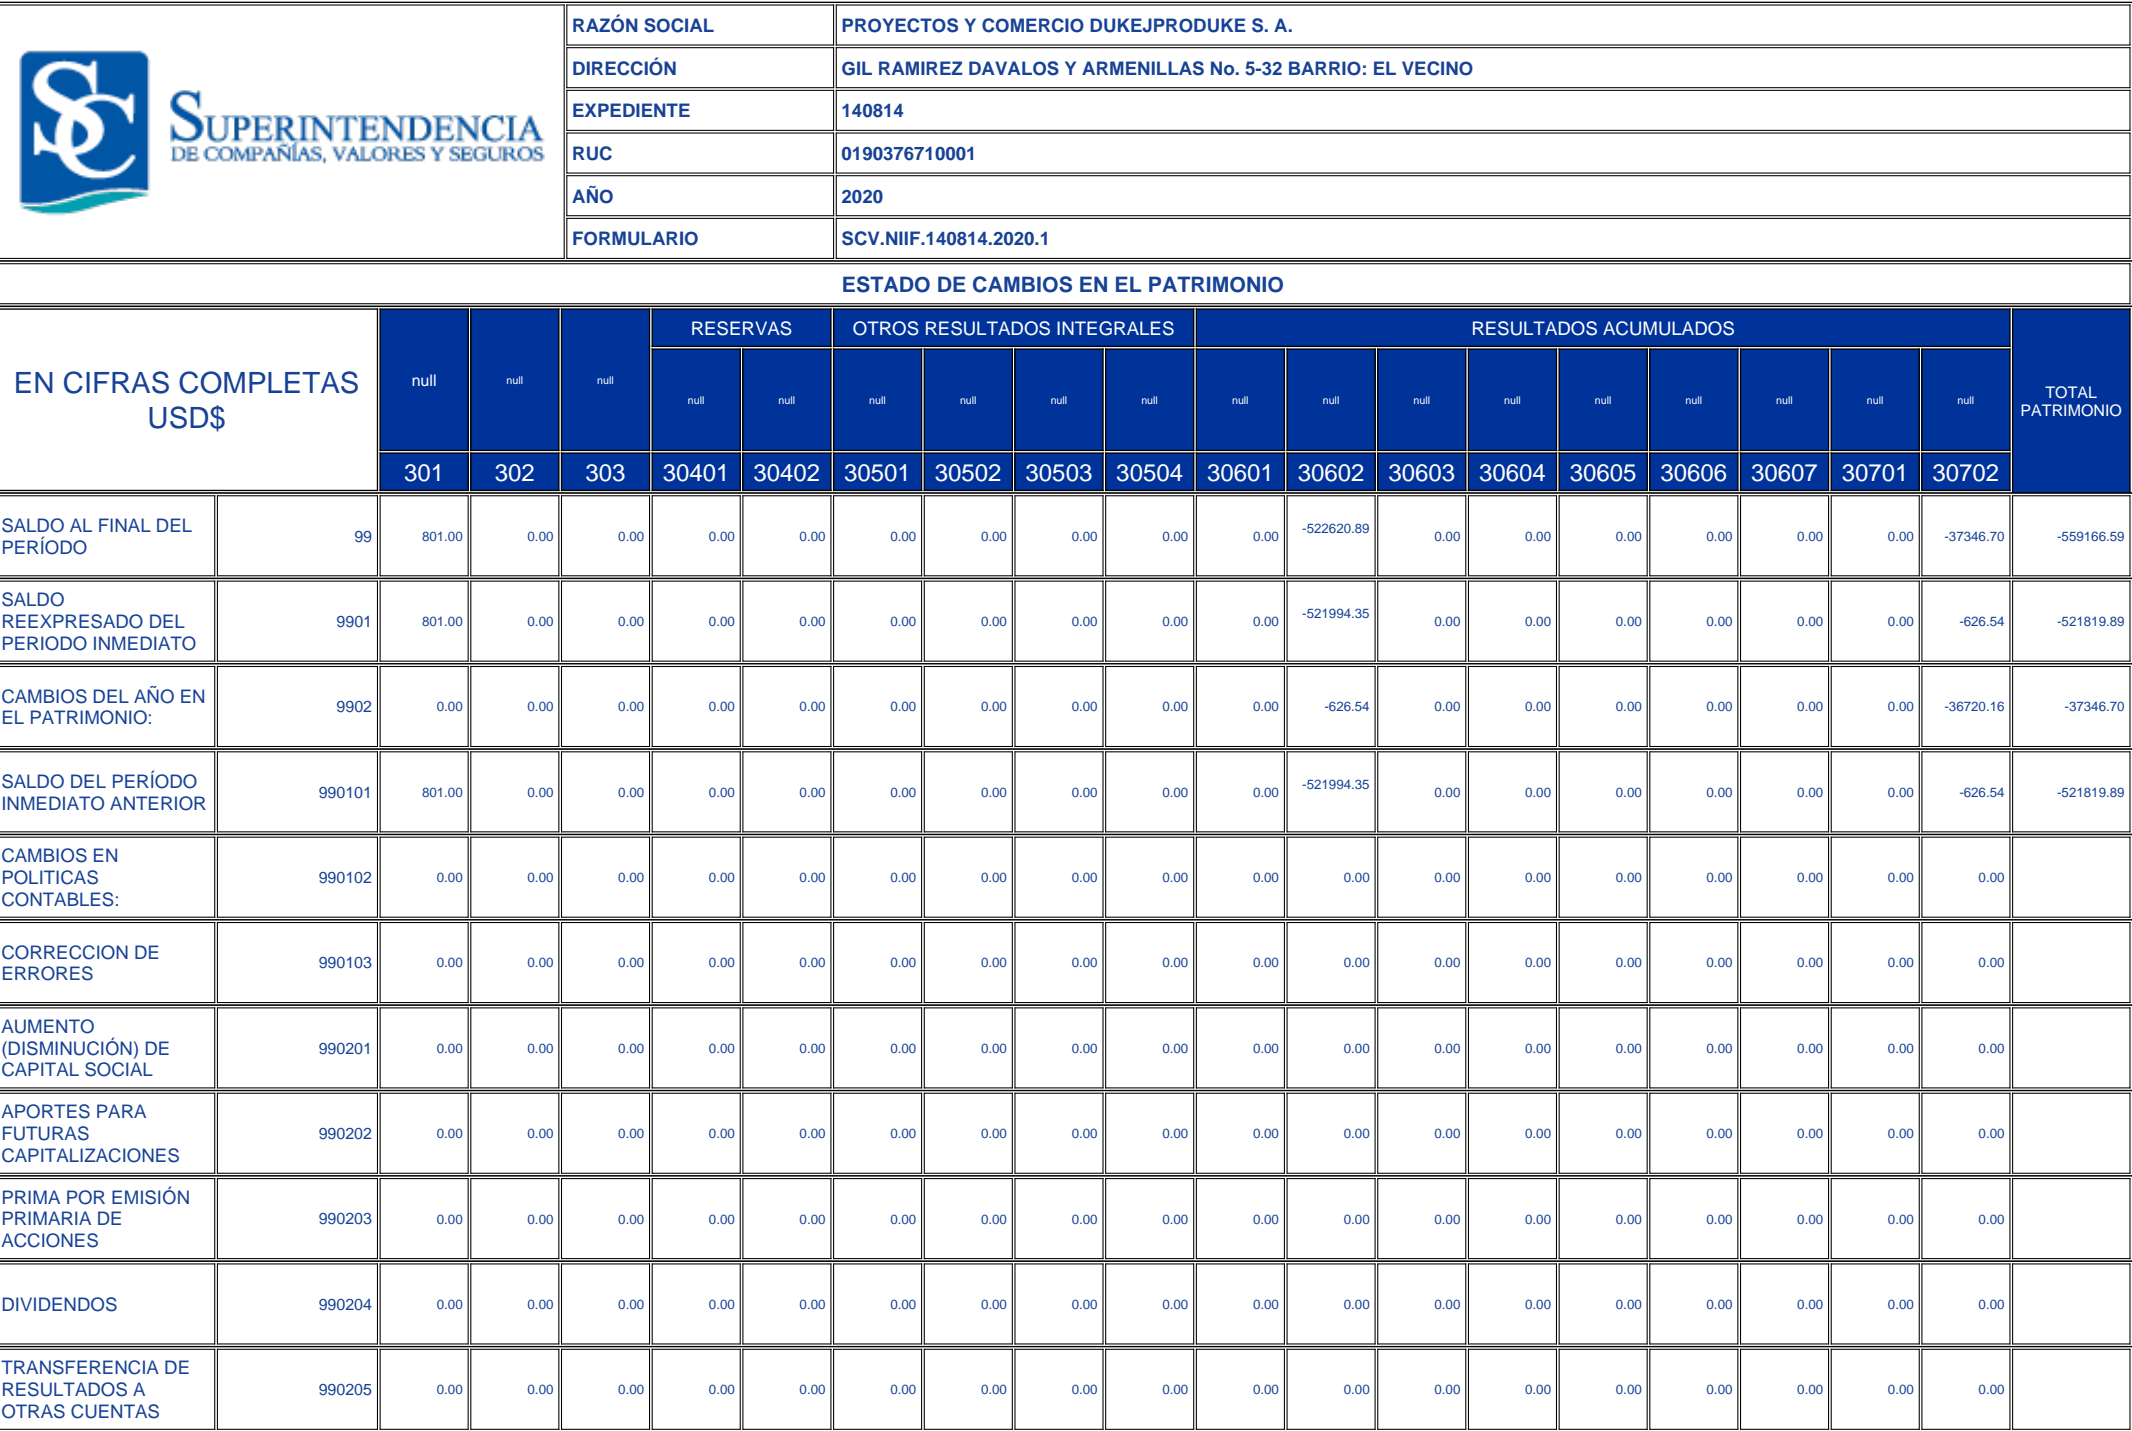 SC SUPERINTENDENCIA
DE COMPAÑÍAS, VALORES Y SEGUROS
RAZÓN SOCIAL PROYECTOS Y COMERCIO DUKEJPRODUKE S. A.
DIRECCIÓN GIL RAMIREZ DAVALOS Y ARMENILLAS No. 5-32 BARRIO: EL VECINO
EXPEDIENTE 140814
RUC 0190376710001
AÑO 2020
FORMULARIO SCV.NIIF.140814.2020.1
ESTADO DE CAMBIOS EN EL PATRIMONIO
EN CIFRAS COMPLETAS
USD$
null null null
RESERVAS OTROS RESULTADOS INTEGRALES RESULTADOS ACUMULADOS
null null null null null null null null null null null null null null null
TOTAL
PATRIMONIO
301 302 303 30401 30402 30501 30502 30503 30504 30601 30602 30603 30604 30605 30606 30607 30701 30702
SALDO AL FINAL DEL
PERÍODO
99 801.00 0.00 0.00 0.00 0.00 0.00 0.00 0.00 0.00 0.00 -522620.89 0.00 0.00 0.00 0.00 0.00 0.00 -37346.70 -559166.59
SALDO
REEXPRESADO DEL
PERIODO INMEDIATO
9901 801.00 0.00 0.00 0.00 0.00 0.00 0.00 0.00 0.00 0.00 -521994.35 0.00 0.00 0.00 0.00 0.00 0.00 -626.54 -521819.89
CAMBIOS DEL AÑO EN
EL PATRIMONIO:
9902 0.00 0.00 0.00 0.00 0.00 0.00 0.00 0.00 0.00 0.00 -626.54 0.00 0.00 0.00 0.00 0.00 0.00 -36720.16 -37346.70
SALDO DEL PERÍODO
INMEDIATO ANTERIOR
990101 801.00 0.00 0.00 0.00 0.00 0.00 0.00 0.00 0.00 0.00 -521994.35 0.00 0.00 0.00 0.00 0.00 0.00 -626.54 -521819.89
CAMBIOS EN
POLITICAS
CONTABLES:
990102 0.00 0.00 0.00 0.00 0.00 0.00 0.00 0.00 0.00 0.00 0.00 0.00 0.00 0.00 0.00 0.00 0.00 0.00
CORRECCION DE
ERRORES
990103 0.00 0.00 0.00 0.00 0.00 0.00 0.00 0.00 0.00 0.00 0.00 0.00 0.00 0.00 0.00 0.00 0.00 0.00
AUMENTO
(DISMINUCIÓN) DE
CAPITAL SOCIAL
990201 0.00 0.00 0.00 0.00 0.00 0.00 0.00 0.00 0.00 0.00 0.00 0.00 0.00 0.00 0.00 0.00 0.00 0.00
APORTES PARA
FUTURAS
CAPITALIZACIONES
990202 0.00 0.00 0.00 0.00 0.00 0.00 0.00 0.00 0.00 0.00 0.00 0.00 0.00 0.00 0.00 0.00 0.00 0.00
PRIMA POR EMISIÓN
PRIMARIA DE
ACCIONES
990203 0.00 0.00 0.00 0.00 0.00 0.00 0.00 0.00 0.00 0.00 0.00 0.00 0.00 0.00 0.00 0.00 0.00 0.00
DIVIDENDOS
990204 0.00 0.00 0.00 0.00 0.00 0.00 0.00 0.00 0.00 0.00 0.00 0.00 0.00 0.00 0.00 0.00 0.00 0.00
TRANSFERENCIA DE
RESULTADOS A
OTRAS CUENTAS
990205 0.00 0.00 0.00 0.00 0.00 0.00 0.00 0.00 0.00 0.00 0.00 0.00 0.00 0.00 0.00 0.00 0.00 0.00